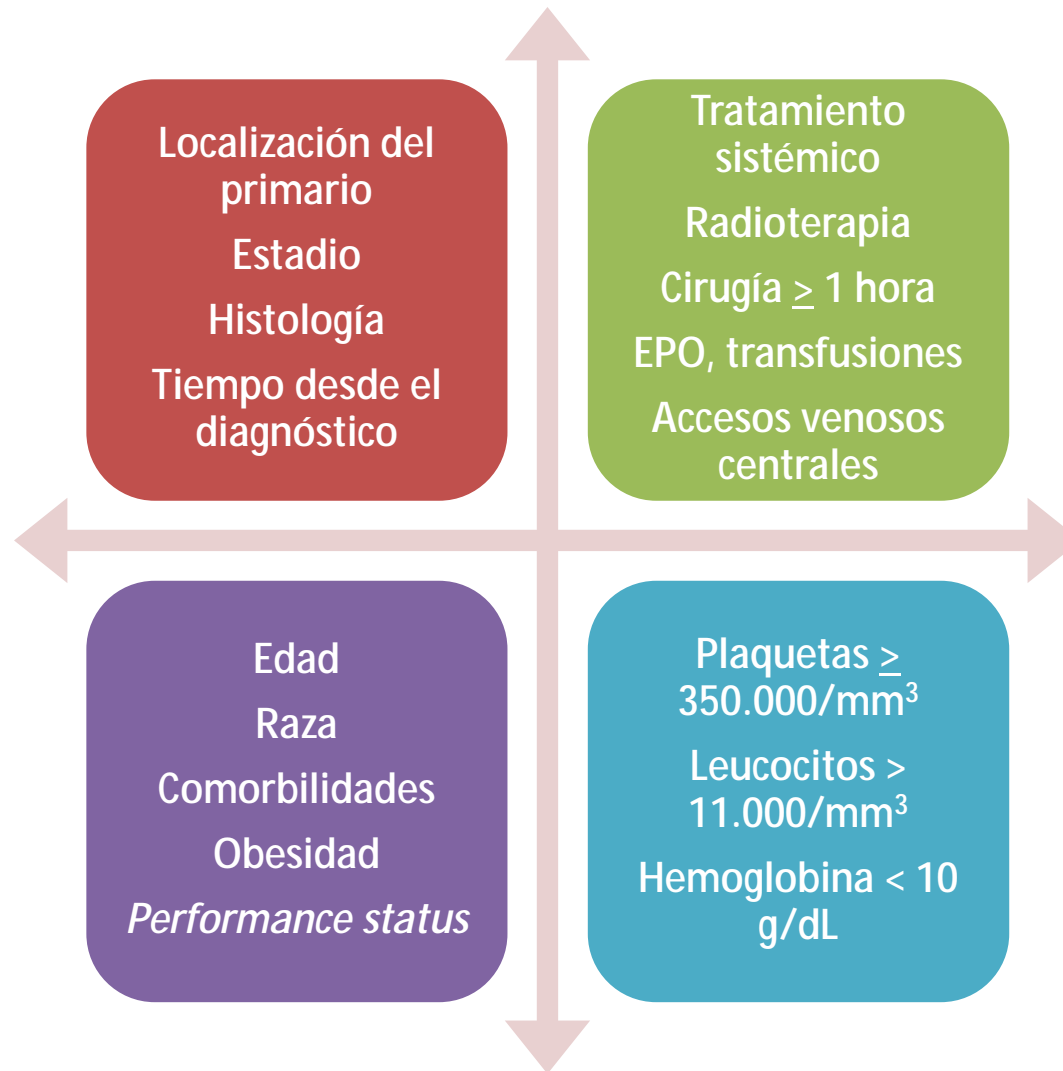 Localización del
primario
Estadio
Histología
Tiempo desde el
diagnóstico
Tratamiento
sistémico
Radioterapia
Cirugía ≥ 1 hora
EPO, transfusiones
Accesos venosos
centrales
Edad
Raza
Comorbilidades
Obesidad
Performance status
Plaquetas ≥
350.000/mm³
Leucocitos >
11.000/mm³
Hemoglobina < 10
g/dL